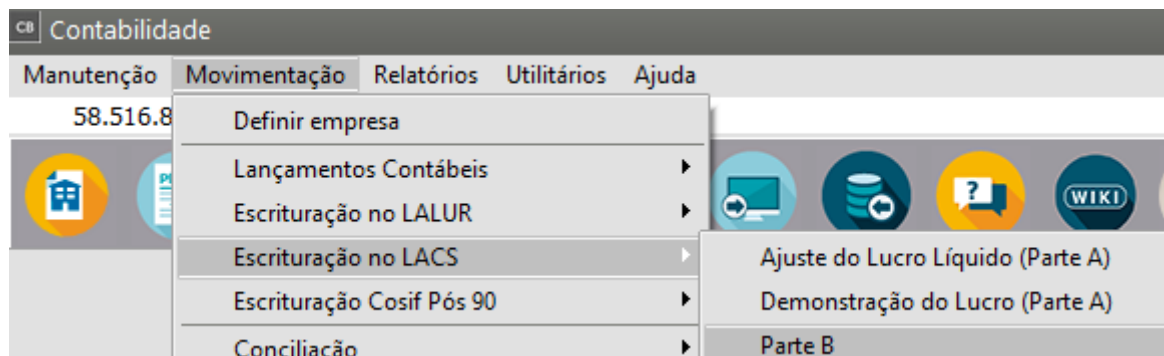 CB Contabilidade
Manutenção Movimentação Relatórios Utilitários Ajuda
58.516.8
Definir empresa
Lançamentos Contábeis
Escrituração no LALUR
Escrituração no LACS
Escrituração Cosif Pós 90
Conciliação
? WIKI
Ajuste do Lucro Líquido (Parte A)
Demonstração do Lucro (Parte A)
Parte B